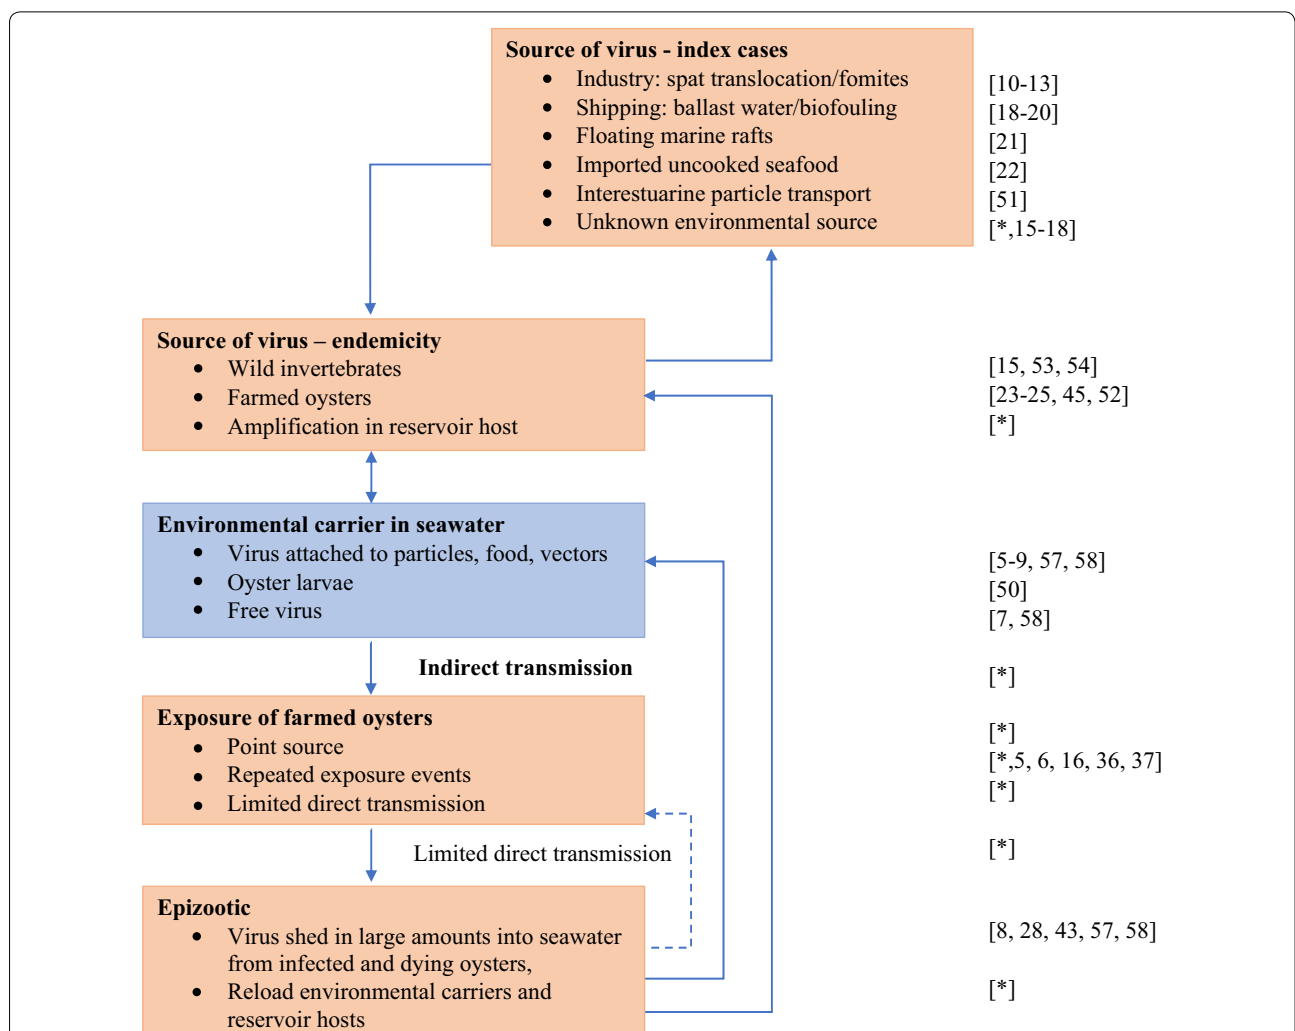 Source of virus - index cases
• Industry: spat translocation/fomites
• Shipping: ballast water/biofouling
• Floating marine rafts
• Imported uncooked seafood
• Interestuarine particle transport
• Unknown environmental source
[10-13]
[18-20]
[21]
[22]
[51]
[*,15-18]
Source of virus – endemicity
• Wild invertebrates
• Farmed oysters
• Amplification in reservoir host
[15, 53, 54]
[23-25, 45, 52]
[*]
Environmental carrier in seawater
• Virus attached to particles, food, vectors
• Oyster larvae
• Free virus
[5-9, 57, 58]
[50]
[7, 58]
Indirect transmission
[*]
Exposure of farmed oysters
• Point source
• Repeated exposure events
• Limited direct transmission
[*]
[*,5, 6, 16, 36, 37]
[*]
Limited direct transmission
[*]
Epizootic
• Virus shed in large amounts into seawater
from infected and dying oysters,
• Reload environmental carriers and
reservoir hosts
[8, 28, 43, 57, 58]
[*]